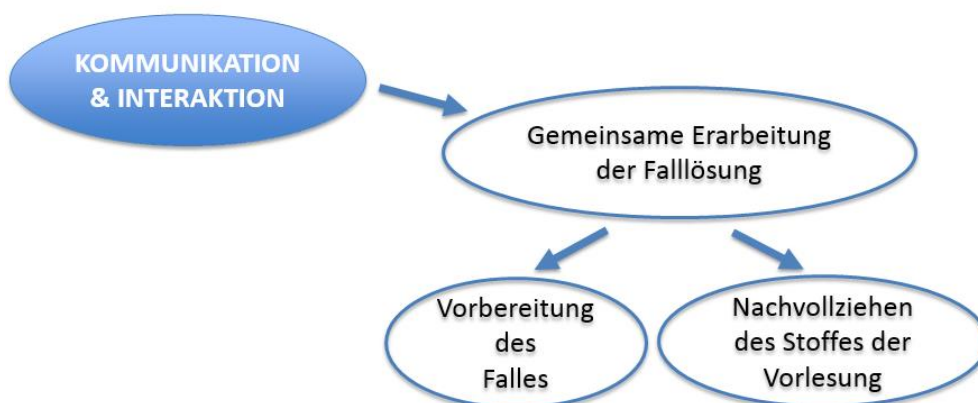 KOMMUNIKATION
& INTERAKTION
Gemeinsame Erarbeitung
der Falllösung
Vorbereitung
des
Falles
Nachvollziehen
des Stoffes der
Vorlesung